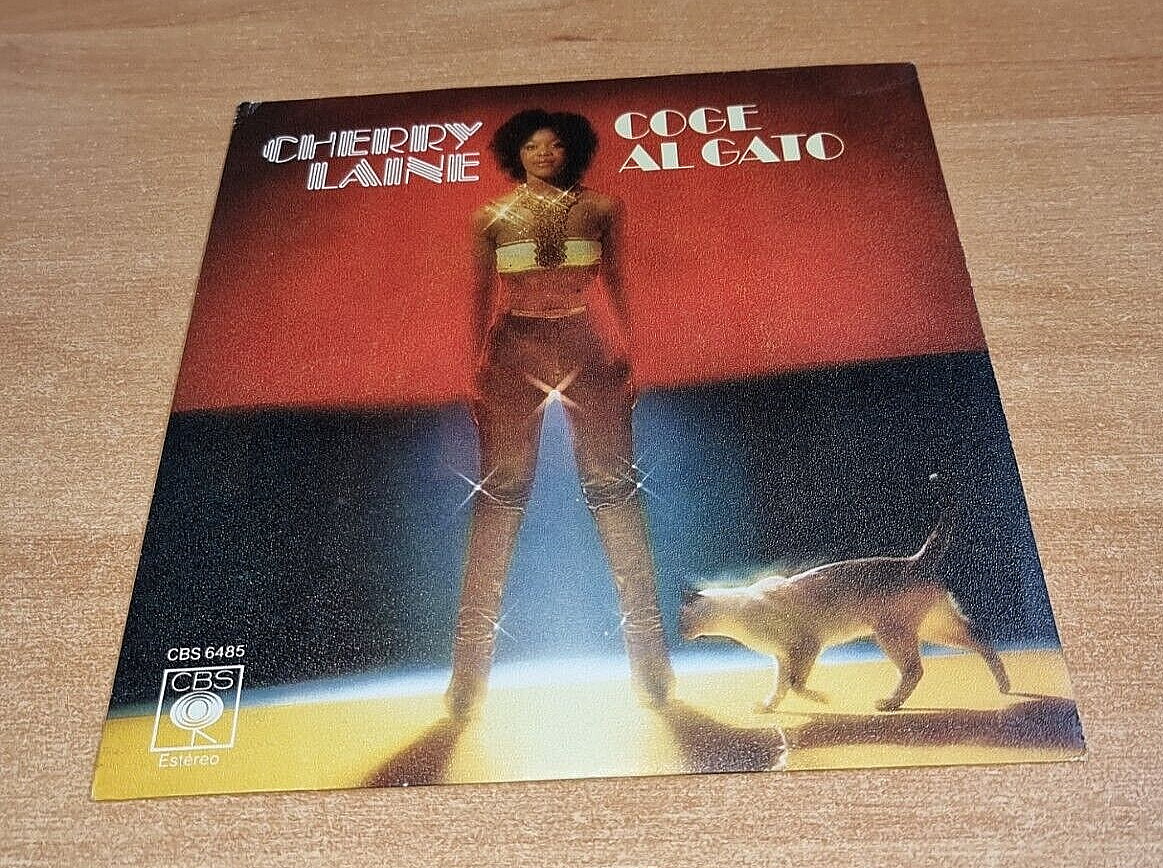 CHERRY
LAINE
COGE
AL GATO
CBS 6485
CBS
Estéreo